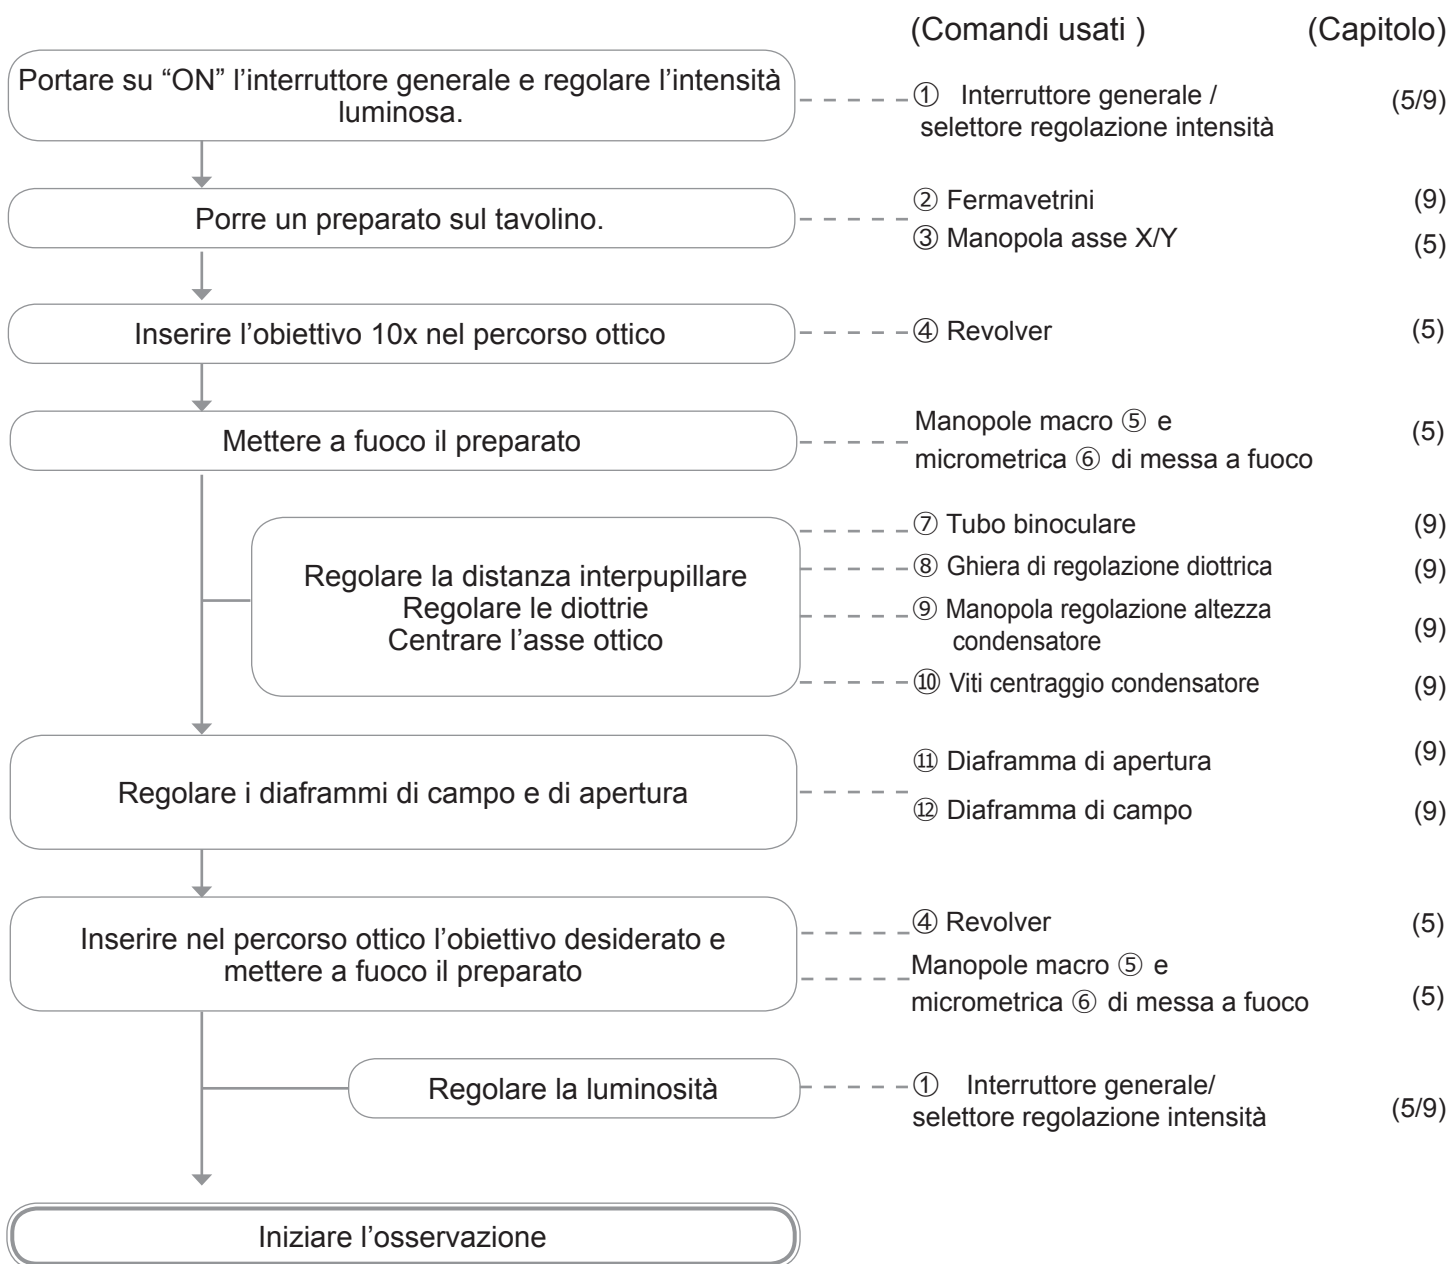 (Comandi usati )
(Capitolo)
Portare su “ON” l’interruttore generale e regolare l’intensità
luminosa.
① Interruttore generale /
selettore regolazione intensità
(5/9)
Porre un preparato sul tavolino.
② Fermavetrini
(9)
③ Manopola asse X/Y
(5)
Inserire l’obiettivo 10x nel percorso ottico
④ Revolver
(5)
Mettere a fuoco il preparato
Manopole macro ⑤ e
micrometrica ⑥ di messa a fuoco
(5)
Regolare la distanza interpupillare
Regolare le diottrie
Centrare l’asse ottico
⑦ Tubo binoculare
(9)
⑧ Ghiera di regolazione diottrica
(9)
⑨ Manopola regolazione altezza
condensatore
(9)
⑩ Viti centraggio condensatore
(9)
Regolare i diaframmi di campo e di apertura
⑪ Diaframma di apertura
(9)
⑫ Diaframma di campo
(9)
Inserire nel percorso ottico l’obiettivo desiderato e
mettere a fuoco il preparato
④ Revolver
(5)
Manopole macro ⑤ e
micrometrica ⑥ di messa a fuoco
(5)
Regolare la luminosità
① Interruttore generale/
selettore regolazione intensità
(5/9)
Iniziare l’osservazione